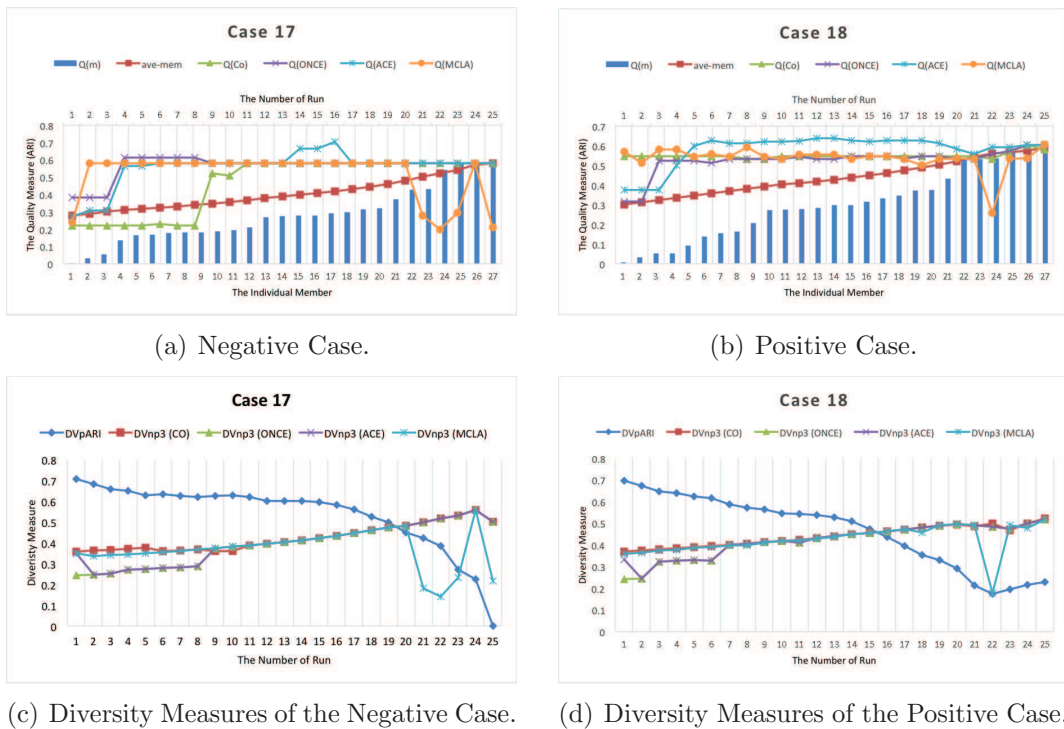 Case 17
Q(m) ave-mem Q(Co) Q(ONCE) Q(ACE) Q(MCLA)
The Number of Run
1 2 3 4 5 6 7 8 9 10 11 12 13 14 15 16 17 18 19 20 21 22 23 24 25
The Quality Measure (ARI)
0.8
0.7
0.6
0.5
0.4
0.3
0.2
0.1
0
1 2 3 4 5 6 7 8 9 10 11 12 13 14 15 16 17 18 19 20 21 22 23 24 25 26 27
The Individual Member
(a) Negative Case.
Case 18
Q(m) ave-mem Q(Co) Q(ONCE) Q(ACE) Q(MCLA)
The Number of Run
1 2 3 4 5 6 7 8 9 10 11 12 13 14 15 16 17 18 19 20 21 22 23 24 25
The Quality Measure (ARI)
0.7
0.6
0.5
0.4
0.3
0.2
0.1
0
1 2 3 4 5 6 7 8 9 10 11 12 13 14 15 16 17 18 19 20 21 22 23 24 25 26 27
The Individual Member
(b) Positive Case.
Case 17
DVpARI DVnp3 (CO) DVnp3 (ONCE) DVnp3 (ACE) DVnp3 (MCLA)
Diversity Measure
0.8
0.7
0.6
0.5
0.4
0.3
0.2
0.1
0
1 2 3 4 5 6 7 8 9 10 11 12 13 14 15 16 17 18 19 20 21 22 23 24 25
The Number of Run
(c) Diversity Measures of the Negative Case.
Case 18
DVpARI DVnp3 (CO) DVnp3 (ONCE) DVnp3 (ACE) DVnp3 (MCLA)
Diversity Measure
0.8
0.7
0.6
0.5
0.4
0.3
0.2
0.1
0
1 2 3 4 5 6 7 8 9 10 11 12 13 14 15 16 17 18 19 20 21 22 23 24 25
The Number of Run
(d) Diversity Measures of the Positive Case.